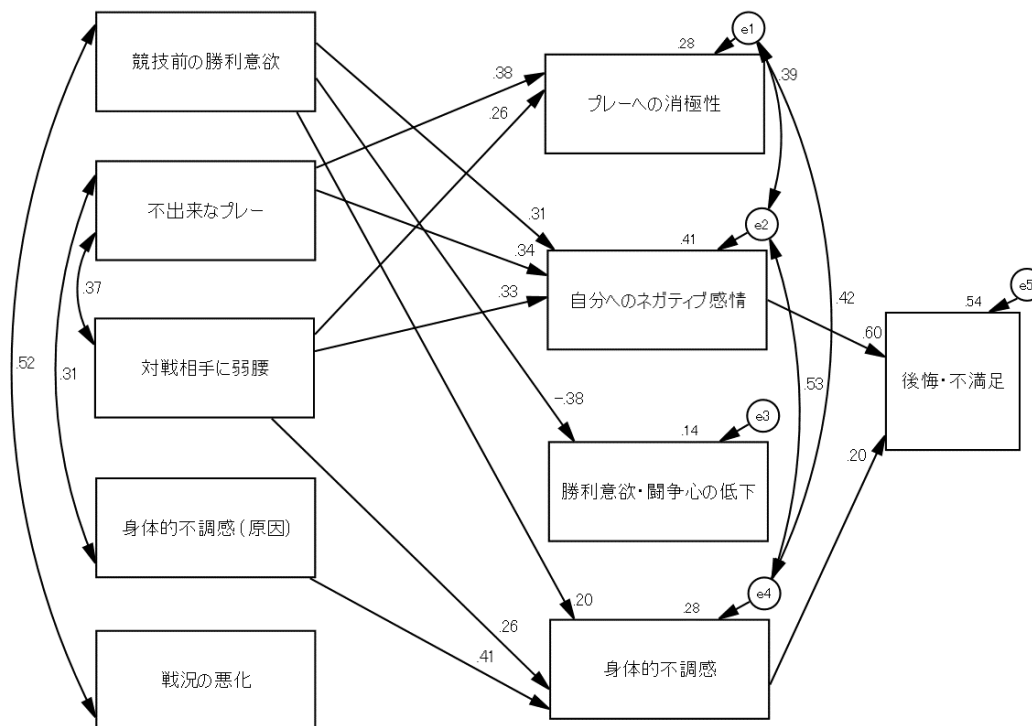 競技前の勝利意欲
不出来なプレー
対戦相手に弱腰
身体的不調感(原因)
戦況の悪化
.52
.37
.31
.38
.26
.31
.34
.33
-.38
.20
.26
.41
.28
e1
プレーへの消極性
.39
.41
e2
自分へのネガティブ感情
.14
e3
勝利意欲・闘争心の低下
.28
e4
身体的不調感
.42
.53
.60
.20
.54
e5
後悔・不満足